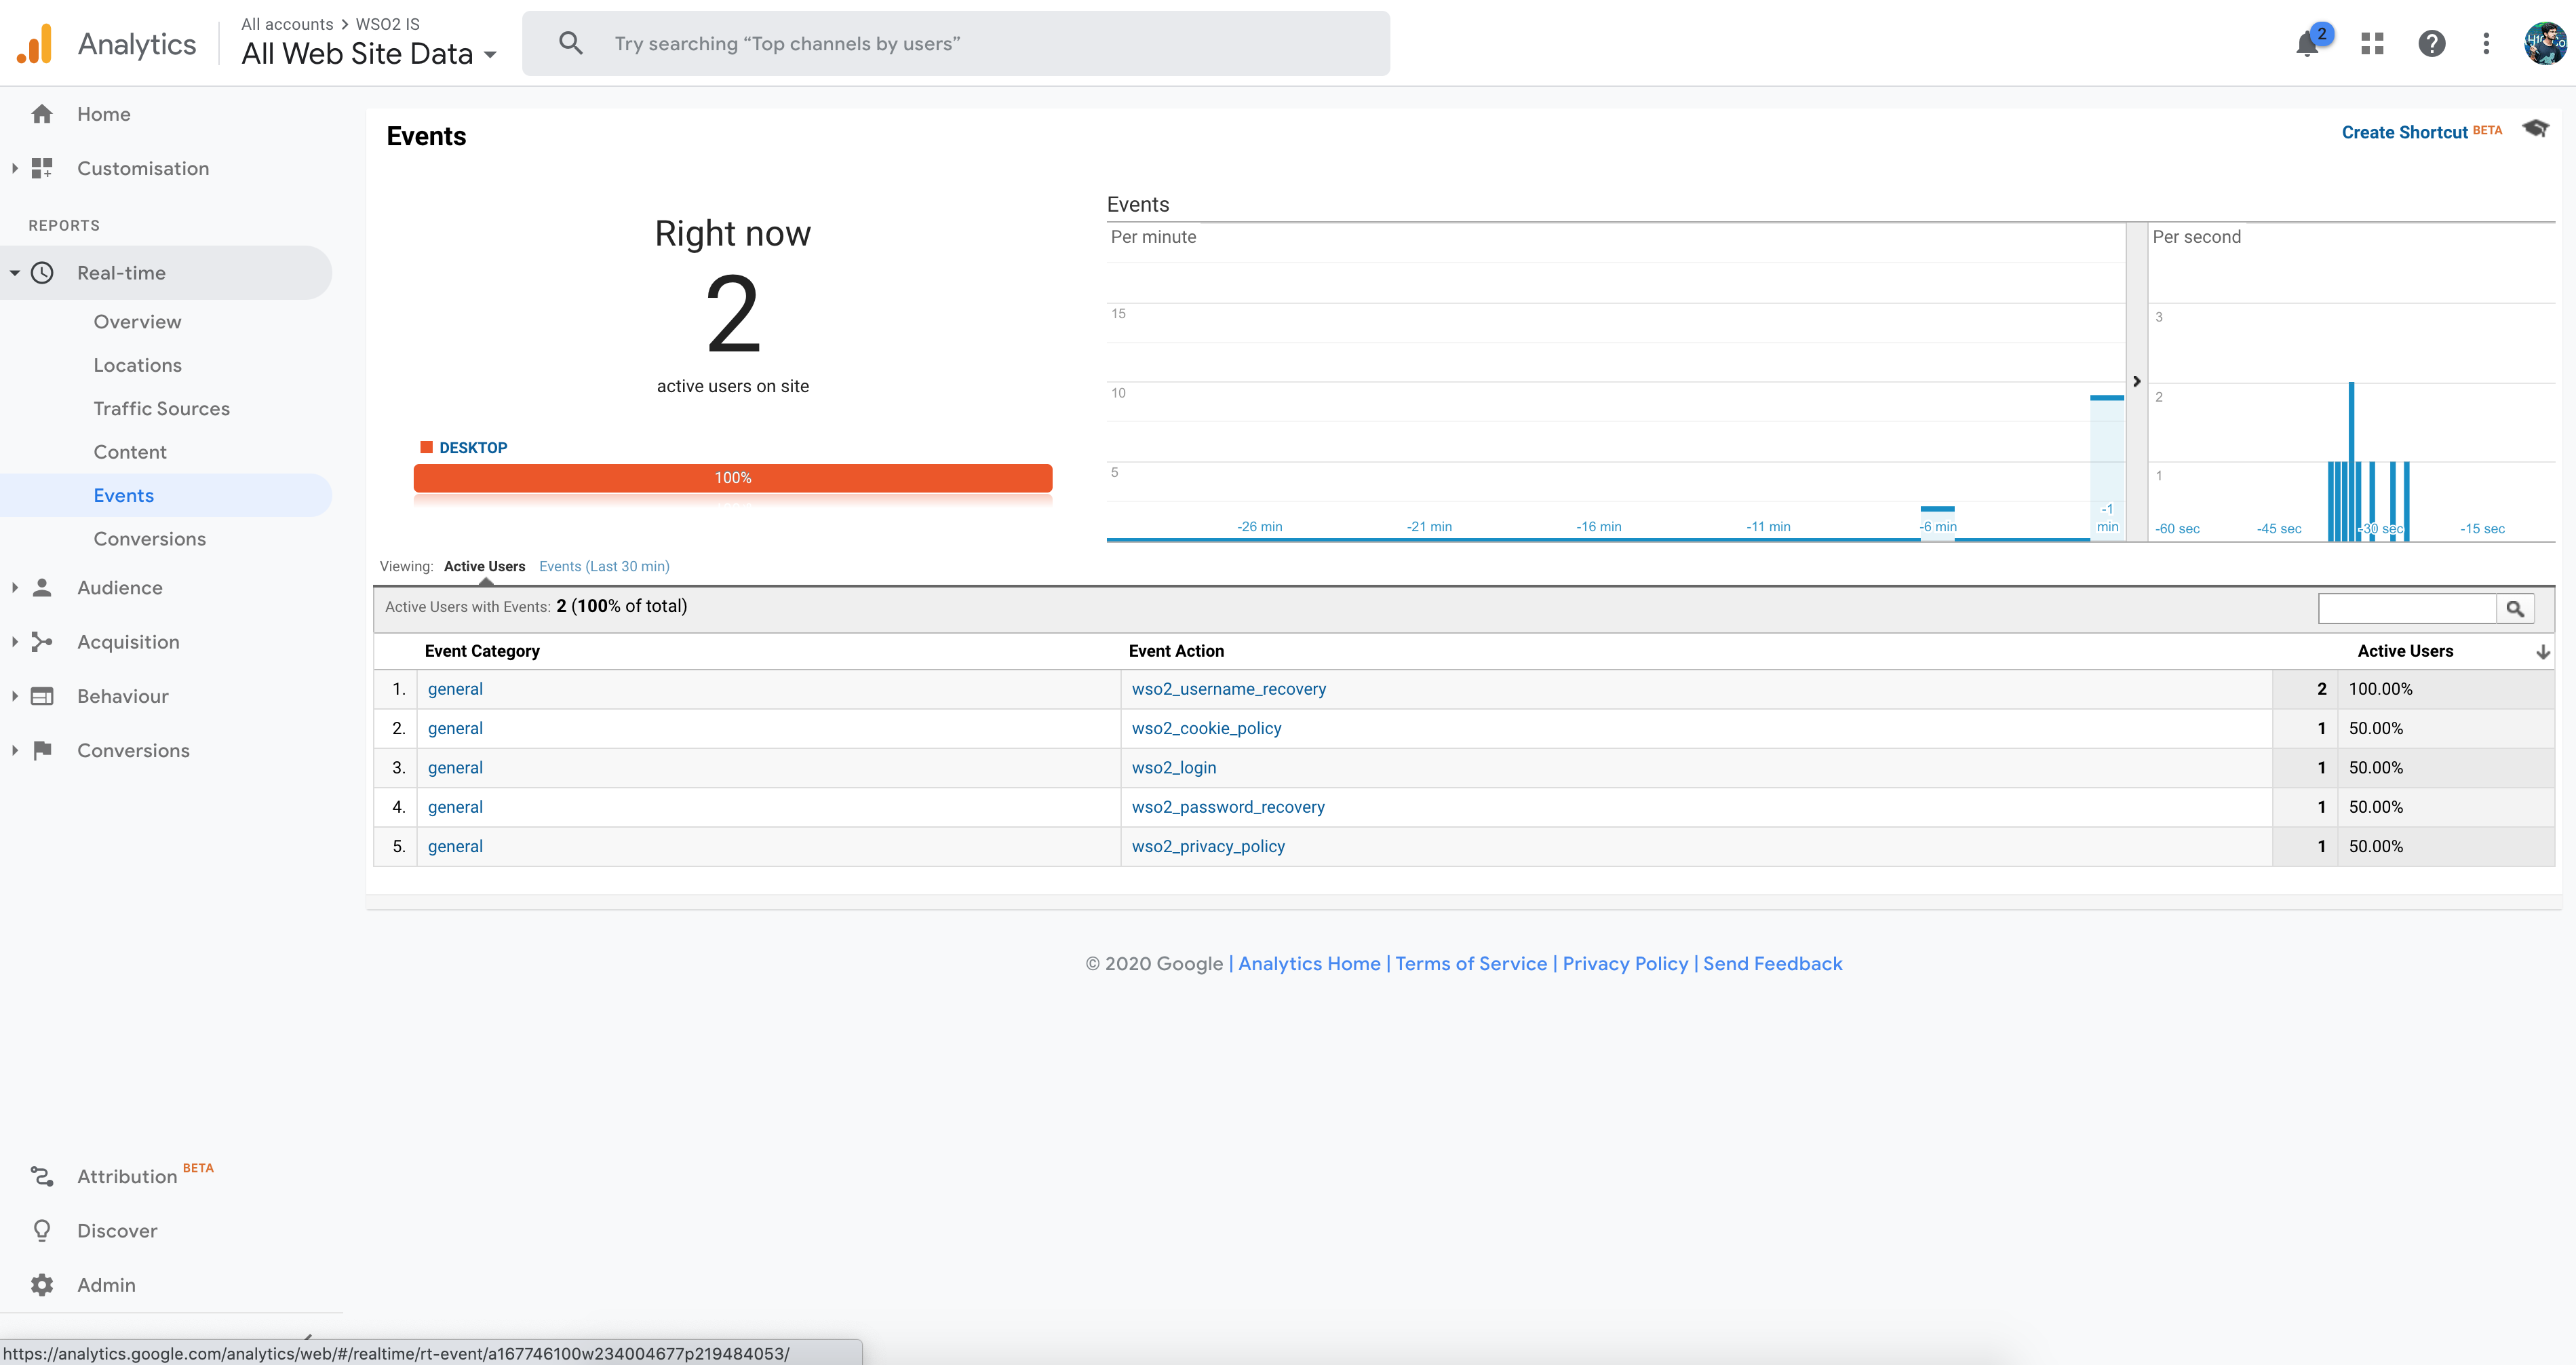 Analytics
All accounts > WSO2 IS
All Web Site Data
Try searching “Top channels by users”
2
Home
Customisation
REPORTS
Real-time
Overview
Locations
Traffic Sources
Content
Events
Conversions
Audience
Acquisition
Behaviour
Conversions
Attribution BETA
Discover
Admin
Events
Create Shortcut BETA
Right now
2
active users on site
DESKTOP
100%
Events
Per minute
15
10
5
-26 min
-21 min
-16 min
-11 min
-6 min
-1
min
Per second
3
2
1
-60 sec
-45 sec
-30 sec
-15 sec
Viewing: Active Users Events (Last 30 min)
Active Users with Events: 2 (100% of total)
Event Category Event Action Active Users
1. general wso2_username_recovery 2 100.00%
2. general wso2_cookie_policy 1 50.00%
3. general wso2_login 1 50.00%
4. general wso2_password_recovery 1 50.00%
5. general wso2_privacy_policy 1 50.00%
© 2020 Google | Analytics Home | Terms of Service | Privacy Policy | Send Feedback
https://analytics.google.com/analytics/web/#/realtime/rt-event/a167746100w234004677p219484053/